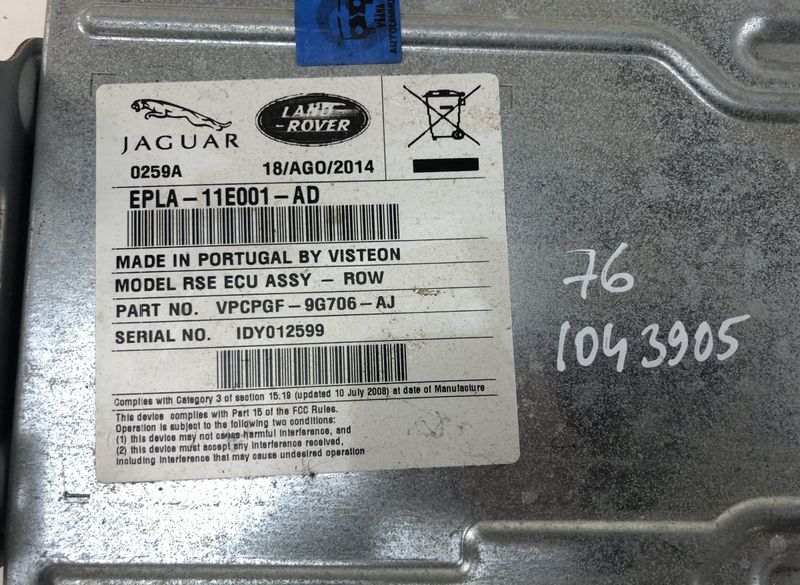 AUTOCOM
JAGUAR
LAND-
ROVER
0259A 18/AGO/2014
EPLA-11E001-AD
MADE IN PORTUGAL BY VISTEON
MODEL RSE ECU ASSY - ROW
PART NO. VPCPGF-9G706-AJ
SERIAL NO. IDY012599
Complies with Category 3 of section 15:19 (updated 10 July 2008) at date of Manufacture
This device complies with Part 15 of the FCC Rules.
Operation is subject to the following two conditions:
(1) this device may not cause harmful interference, and
(2) this device must accept any interference received,
including interference that may cause undesired operation
76
1043905